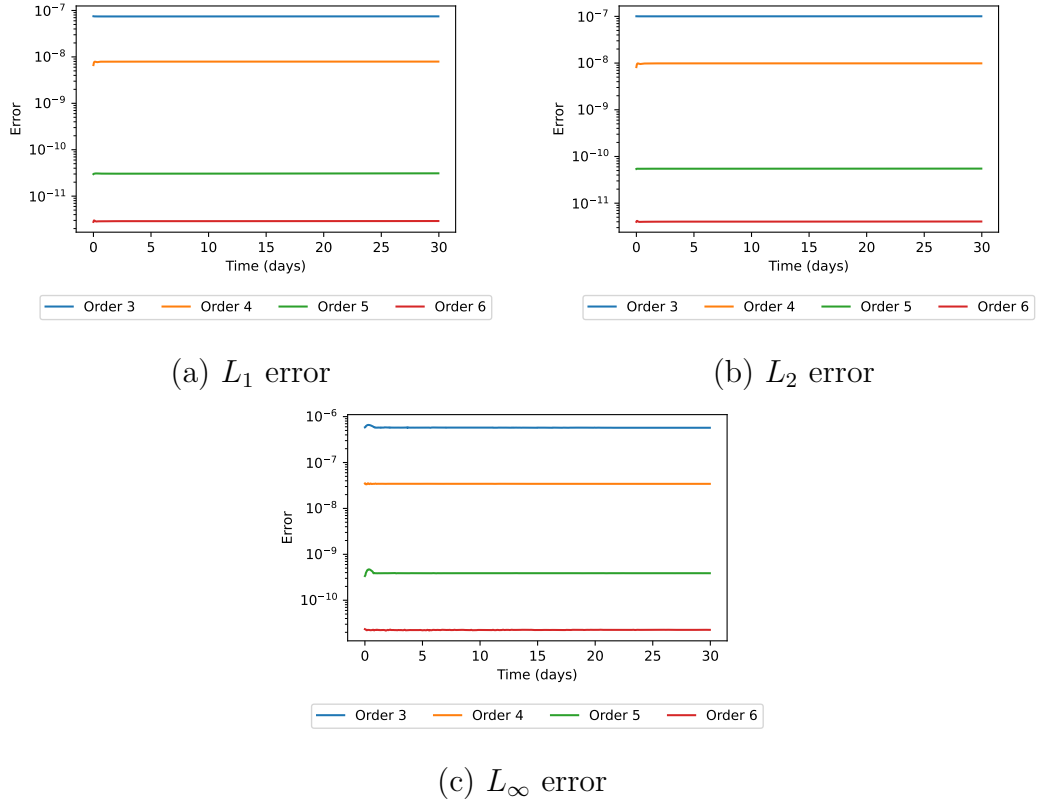 10⁻⁷
10⁻⁸
10⁻⁹
10⁻¹⁰
10⁻¹¹
Error
0 5 10 15 20 25 30
Time (days)
Order 3 Order 4 Order 5 Order 6
(a) L₁ error
10⁻⁷
10⁻⁸
10⁻⁹
10⁻¹⁰
10⁻¹¹
Error
0 5 10 15 20 25 30
Time (days)
Order 3 Order 4 Order 5 Order 6
(b) L₂ error
10⁻⁶
10⁻⁷
10⁻⁸
10⁻⁹
10⁻¹⁰
Error
0 5 10 15 20 25 30
Time (days)
Order 3 Order 4 Order 5 Order 6
(c) L∞ error